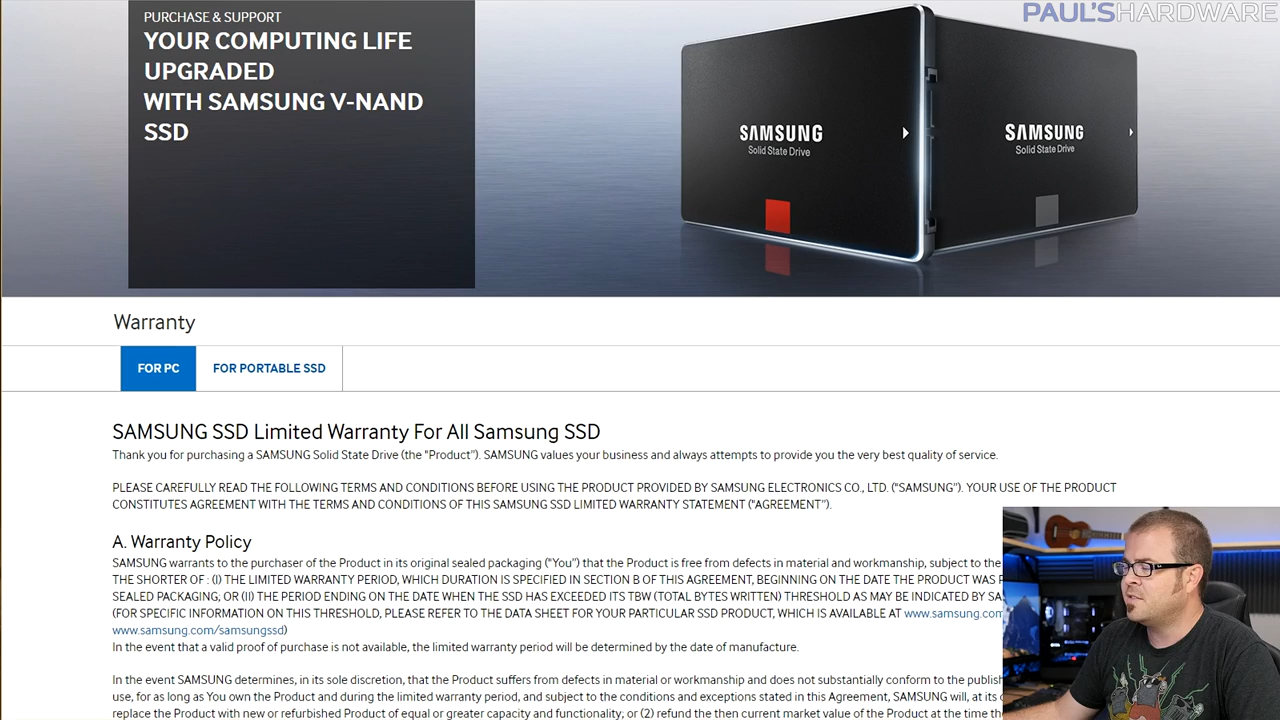 PURCHASE & SUPPORT
YOUR COMPUTING LIFE
UPGRADED
WITH SAMSUNG V-NAND
SSD
PAUL'SHARDWARE
SAMSUNG
Solid State Drive
SAMSUNG
Solid State Drive
Warranty
FOR PC
FOR PORTABLE SSD
SAMSUNG SSD Limited Warranty For All Samsung SSD
Thank you for purchasing a SAMSUNG Solid State Drive (the "Product"). SAMSUNG values your business and always attempts to provide you the very best quality of service.
PLEASE CAREFULLY READ THE FOLLOWING TERMS AND CONDITIONS BEFORE USING THE PRODUCT PROVIDED BY SAMSUNG ELECTRONICS CO., LTD. ("SAMSUNG"). YOUR USE OF THE PRODUCT
CONSTITUTES AGREEMENT WITH THE TERMS AND CONDITIONS OF THIS SAMSUNG SSD LIMITED WARRANTY STATEMENT ("AGREEMENT").
A. Warranty Policy
SAMSUNG warrants to the purchaser of the Product in its original sealed packaging ("You") that the Product is free from defects in material and workmanship, subject to the
THE SHORTER OF : (I) THE LIMITED WARRANTY PERIOD, WHICH DURATION IS SPECIFIED IN SECTION B OF THIS AGREEMENT, BEGINNING ON THE DATE THE PRODUCT WAS
SEALED PACKAGING; OR (II) THE PERIOD ENDING ON THE DATE WHEN THE SSD HAS EXCEEDED ITS TBW (TOTAL BYTES WRITTEN) THRESHOLD AS MAY BE INDICATED BY
(FOR SPECIFIC INFORMATION ON THIS THRESHOLD, PLEASE REFER TO THE DATA SHEET FOR YOUR PARTICULAR SSD PRODUCT, WHICH IS AVAILABLE AT www.samsung.com
www.samsung.com/samsungssd)
In the event that a valid proof of purchase is not available, the limited warranty period will be determined by the date of manufacture.
In the event SAMSUNG determines, in its sole discretion, that the Product suffers from defects in material or workmanship and does not substantially conform to the
use, for as long as You own the Product and during the limited warranty period, and subject to the conditions and exceptions stated in this Agreement, SAMSUNG will, at its
replace the Product with new or refurbished Product of equal or greater capacity and functionality; or (2) refund the then current market value of the Product at the time